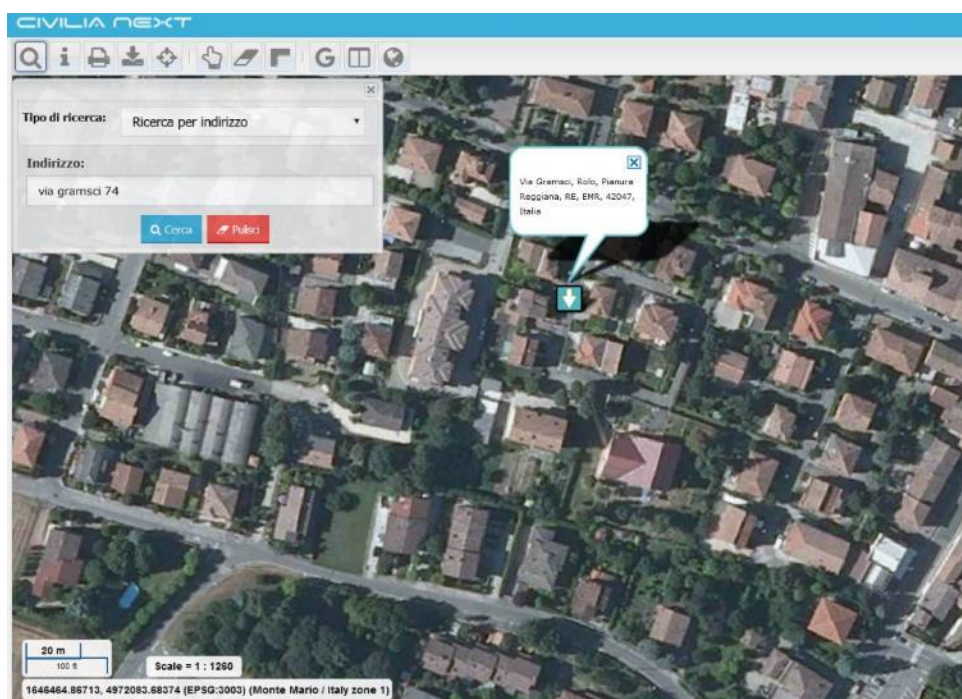 CIVILIA NEXT
Tipo di ricerca:
Ricerca per indirizzo
Indirizzo:
via gramsci 74
Cerca
Pulisci
Via Gramsci, Rolo, Pianura
Reggiana, RE, EMR, 42047,
Italia
20 m
100 ft
Scale = 1 : 1260
1646464.86713, 4972083.68374 (EPSG:3003) (Monte Mario / Italy zone 1)